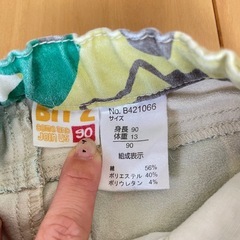 BIT'Z
90
No. B421066
サイズ
身長 90
体重 13
90
組成表示
綿 56%
ポリエステル 40%
ポリウレタン 4%